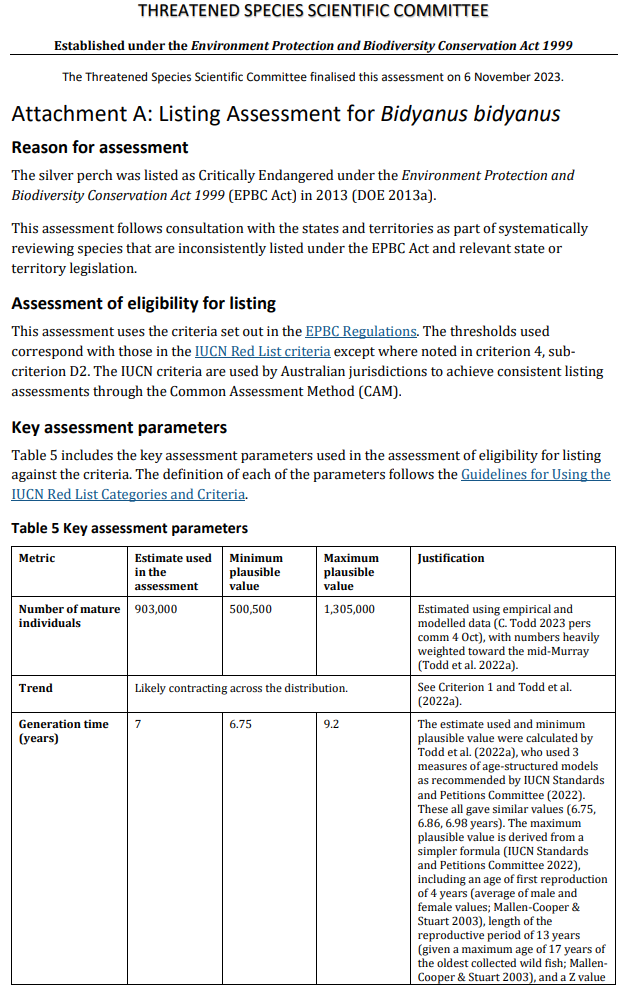 THREATENED SPECIES SCIENTIFIC COMMITTEE
Established under the Environment Protection and Biodiversity Conservation Act 1999
The Threatened Species Scientific Committee finalised this assessment on 6 November 2023.
Attachment A: Listing Assessment for Bidyanus bidyanus
Reason for assessment
The silver perch was listed as Critically Endangered under the Environment Protection and
Biodiversity Conservation Act 1999 (EPBC Act) in 2013 (DOE 2013a).
This assessment follows consultation with the states and territories as part of systematically
reviewing species that are inconsistently listed under the EPBC Act and relevant state or
territory legislation.
Assessment of eligibility for listing
This assessment uses the criteria set out in the EPBC Regulations. The thresholds used
correspond with those in the IUCN Red List criteria except where noted in criterion 4, sub-
criterion D2. The IUCN criteria are used by Australian jurisdictions to achieve consistent listing
assessments through the Common Assessment Method (CAM).
Key assessment parameters
Table 5 includes the key assessment parameters used in the assessment of eligibility for listing
against the criteria. The definition of each of the parameters follows the Guidelines for Using the
IUCN Red List Categories and Criteria.
Table 5 Key assessment parameters
Metric
Estimate used
in the
assessment
Minimum
plausible
value
Maximum
plausible
value
Justification
Number of mature
individuals
903,000
500,500
1,305,000
Estimated using empirical and
modelled data (C. Todd 2023 pers
comm 4 Oct), with numbers heavily
weighted toward the mid-Murray
(Todd et al. 2022a).
Trend
Likely contracting across the distribution.
See Criterion 1 and Todd et al.
(2022a).
Generation time
(years)
7
6.75
9.2
The estimate used and minimum
plausible value were calculated by
Todd et al. (2022a), who used 3
measures of age-structured models
as recommended by IUCN Standards
and Petitions Committee (2022).
These all gave similar values (6.75,
6.86, 6.98 years). The maximum
plausible value is derived from a
simpler formula (IUCN Standards
and Petitions Committee 2022),
including an age of first reproduction
of 4 years (average of male and
female values; Mallen-Cooper &
Stuart 2003), length of the
reproductive period of 13 years
(given a maximum age of 17 years of
the oldest collected wild fish; Mallen-
Cooper & Stuart 2003), and a Z value